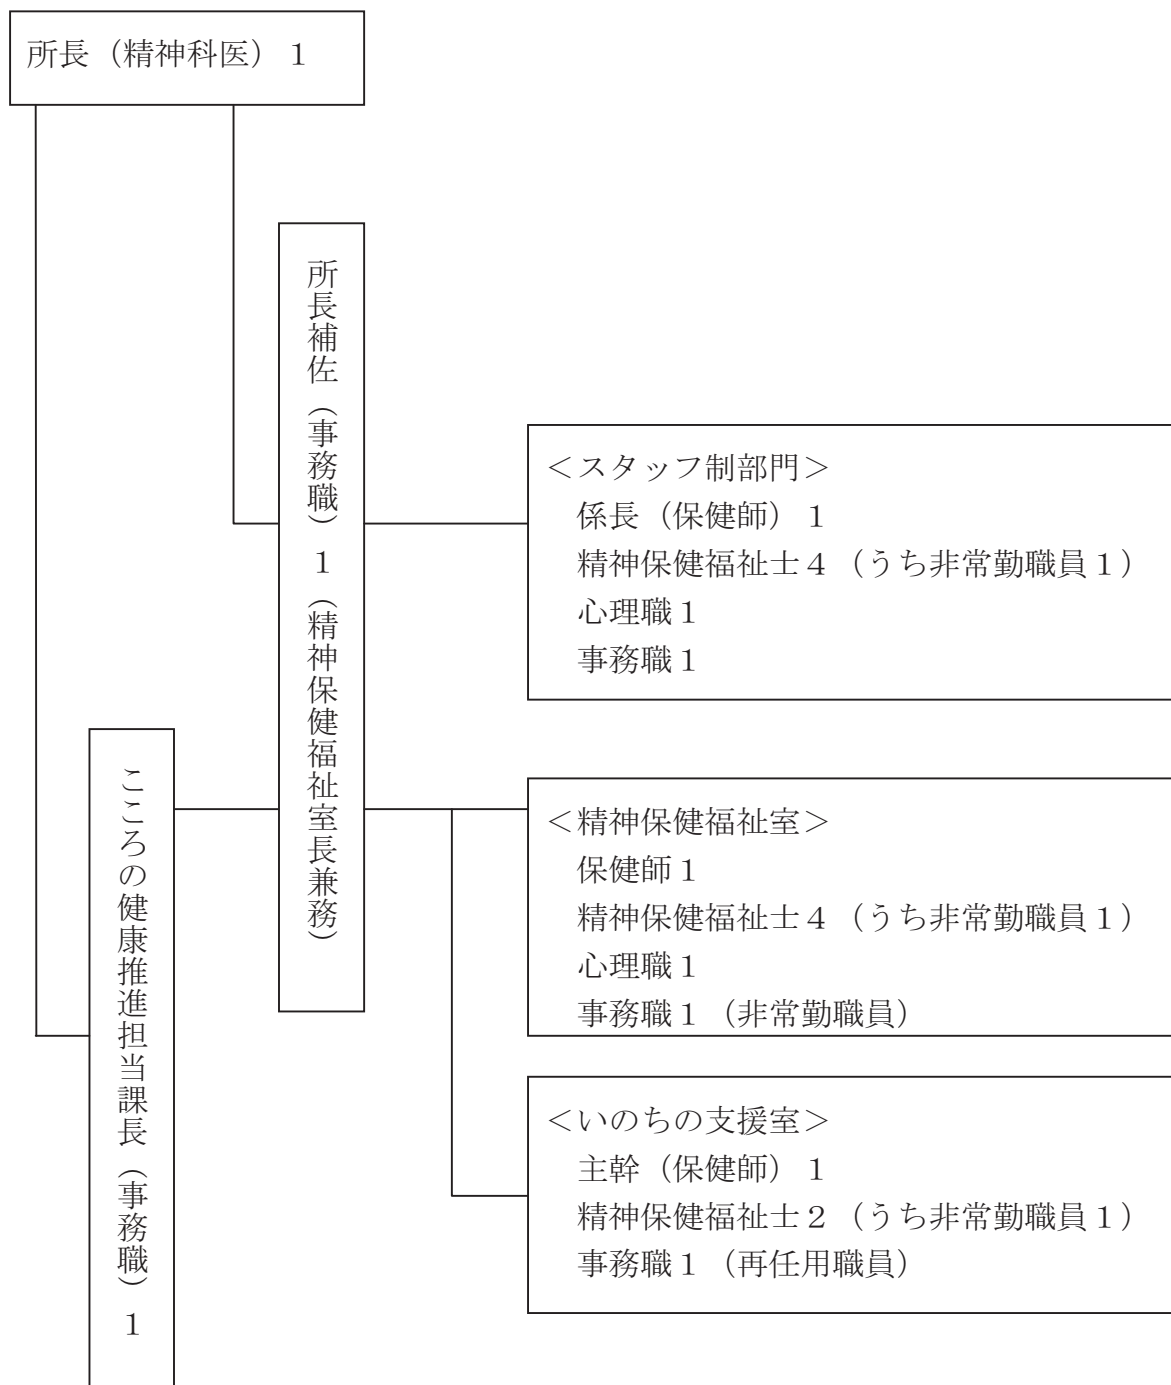 所長（精神科医）１
所長補佐（事務職）１（精神保健福祉室長兼務）
こころの健康推進担当課長（事務職）１
＜スタッフ制部門＞
係長（保健師）１
精神保健福祉士４（うち非常勤職員１）
心理職１
事務職１
＜精神保健福祉室＞
保健師１
精神保健福祉士４（うち非常勤職員１）
心理職１
事務職１（非常勤職員）
＜いのちの支援室＞
主幹（保健師）１
精神保健福祉士２（うち非常勤職員１）
事務職１（再任用職員）